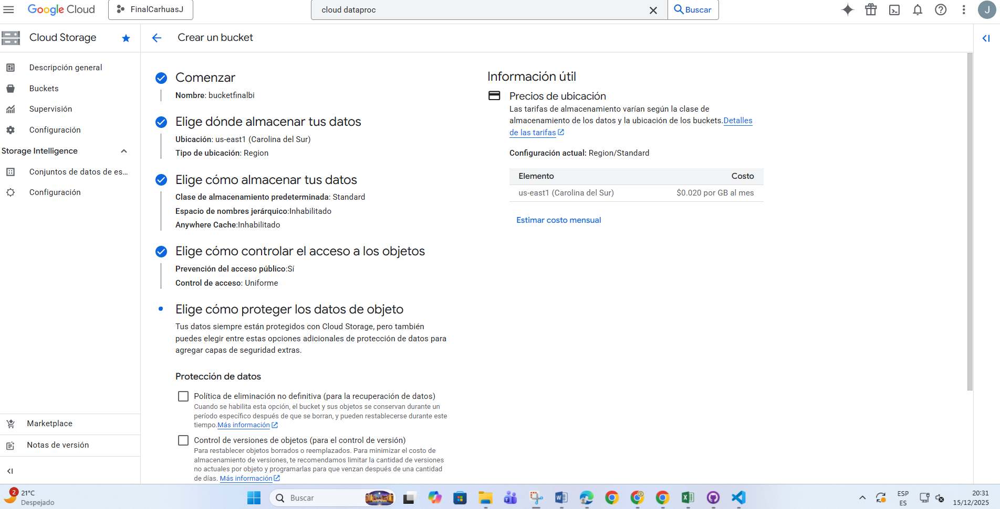 Google Cloud
FinalCarhuasJ
cloud dataproc
Buscar
J
Cloud Storage
Crear un bucket
Descripción general
Buckets
Supervisión
Configuración
Storage Intelligence
Conjuntos de datos de es...
Configuración
Marketplace
Notas de versión
Comenzar
Nombre: bucketfinalbi
Elige dónde almacenar tus datos
Ubicación: us-east1 (Carolina del Sur)
Tipo de ubicación: Region
Elige cómo almacenar tus datos
Clase de almacenamiento predeterminada: Standard
Espacio de nombres jerárquico:Inhabilitado
Anywhere Cache:Inhabilitado
Elige cómo controlar el acceso a los objetos
Prevención del acceso público:Sí
Control de acceso: Uniforme
Elige cómo proteger los datos de objeto
Tus datos siempre están protegidos con Cloud Storage, pero también
puedes elegir entre estas opciones adicionales de protección de datos para
agregar capas de seguridad extras.
Protección de datos
Política de eliminación no definitiva (para la recuperación de datos)
Cuando se habilita esta opción, el bucket y sus objetos se conservan durante un
período específico después de que se borran, y pueden restablecerse durante este
tiempo.Más información
Control de versiones de objetos (para el control de versión)
Para restablecer objetos borrados o reemplazados. Para minimizar el costo de
almacenamiento de versiones, te recomendamos limitar la cantidad de versiones
no actuales por objeto y programarlas para que venzan después de una cantidad
de días. Más información
Información útil
Precios de ubicación
Las tarifas de almacenamiento varían según la clase de
almacenamiento de los datos y la ubicación de los buckets.Detalles
de las tarifas
Configuración actual: Region/Standard
Elemento Costo
us-east1 (Carolina del Sur) $0.020 por GB al mes
Estimar costo mensual
2
21°C
Despejado
Buscar
ESP
ES
20:31
15/12/2025